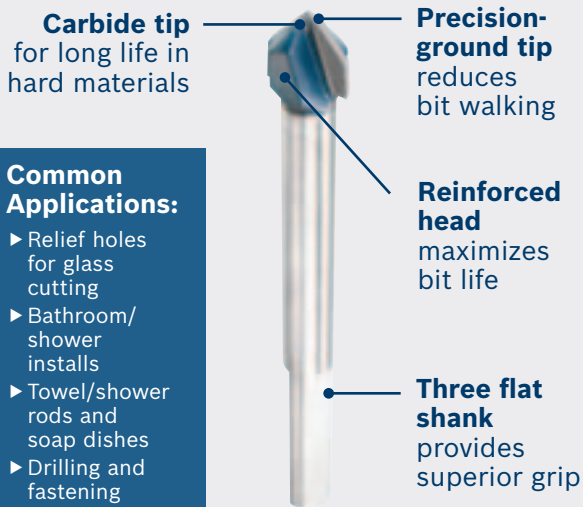 Carbide tip
for long life in
hard materials
Precision-
ground tip
reduces
bit walking
Reinforced
head
maximizes
bit life
Three flat
shank
provides
superior grip
Common
Applications:
▶ Relief holes
for glass
cutting
▶ Bathroom/
shower
installs
▶ Towel/shower
rods and
soap dishes
▶ Drilling and
fastening